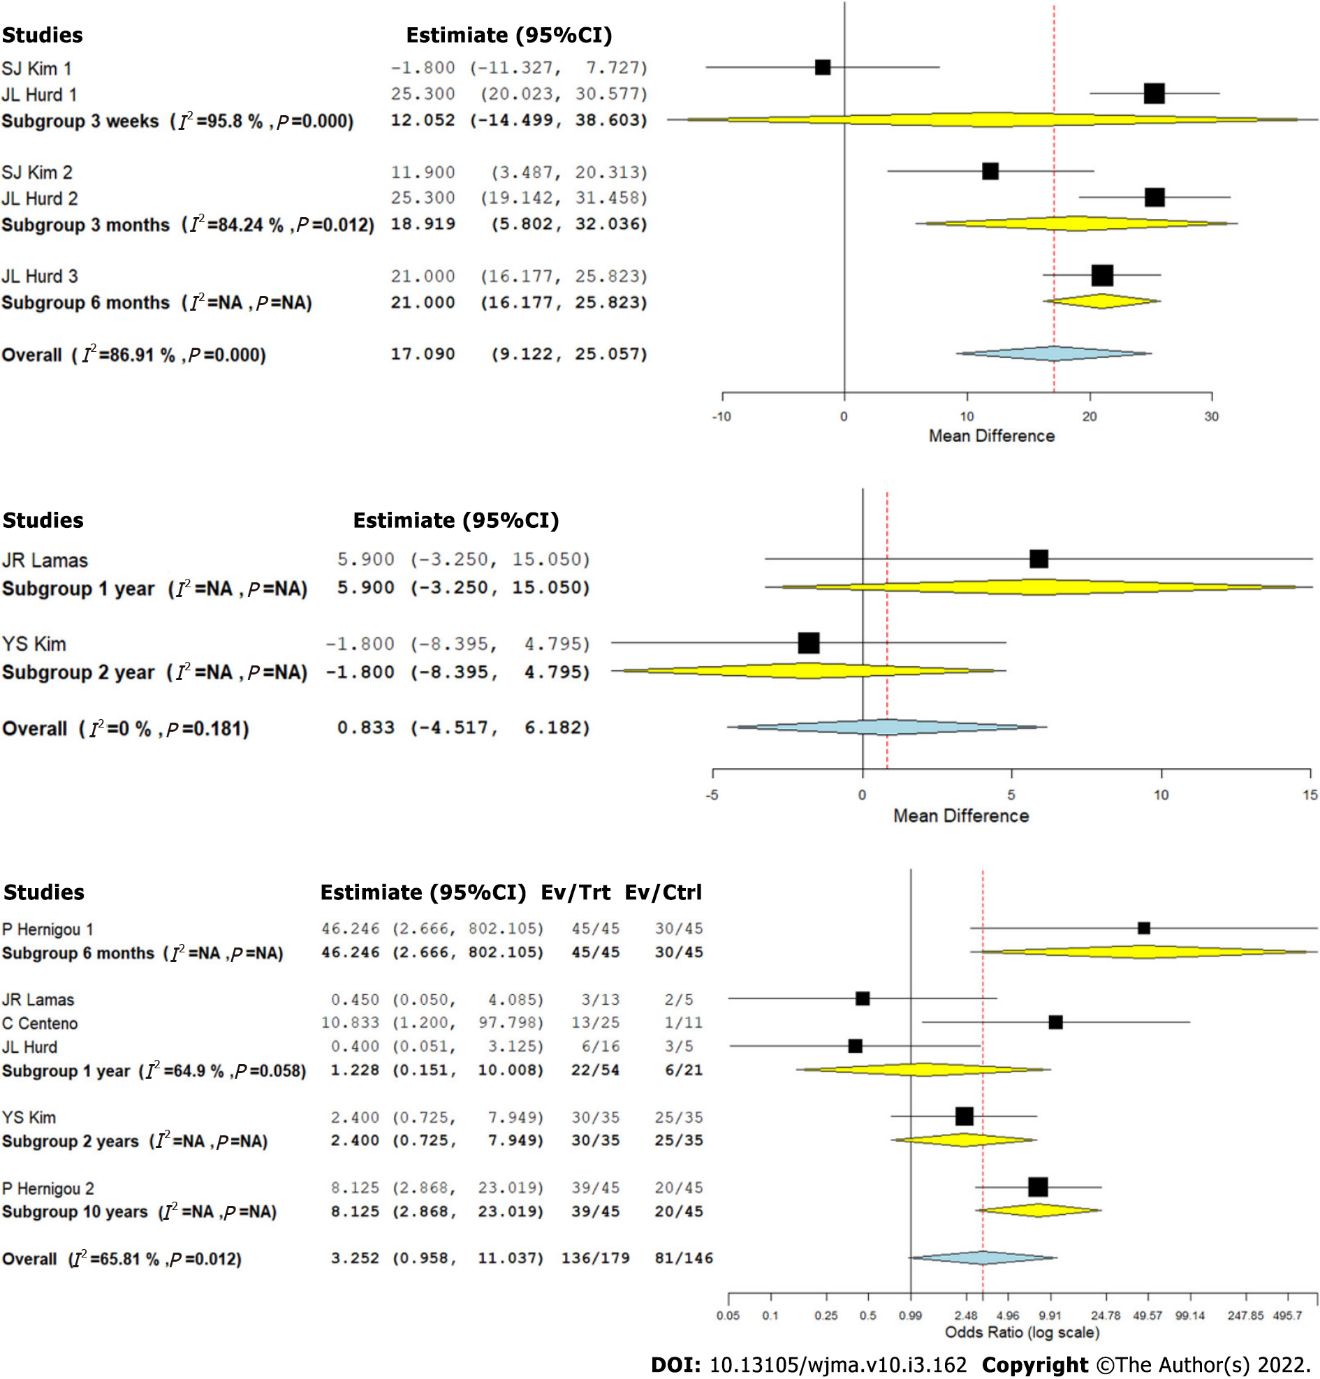 Studies Estimiate (95%CI)
SJ Kim 1 -1.800 (-11.327, 7.727)
JL Hurd 1 25.300 (20.023, 30.577)
Subgroup 3 weeks (I²=95.8 % ,P=0.000) 12.052 (-14.499, 38.603)
SJ Kim 2 11.900 (3.487, 20.313)
JL Hurd 2 25.300 (19.142, 31.458)
Subgroup 3 months (I²=84.24 % ,P=0.012) 18.919 (5.802, 32.036)
JL Hurd 3 21.000 (16.177, 25.823)
Subgroup 6 months (I²=NA ,P=NA) 21.000 (16.177, 25.823)
Overall (I²=86.91 % ,P=0.000) 17.090 (9.122, 25.057)
-10 0 10 20 30
Mean Difference
Studies Estimiate (95%CI)
JR Lamas 5.900 (-3.250, 15.050)
Subgroup 1 year (I²=NA ,P=NA) 5.900 (-3.250, 15.050)
YS Kim -1.800 (-8.395, 4.795)
Subgroup 2 year (I²=NA ,P=NA) -1.800 (-8.395, 4.795)
Overall (I²=0 % ,P=0.181) 0.833 (-4.517, 6.182)
-5 0 5 10 15
Mean Difference
Studies Estimiate (95%CI) Ev/Trt Ev/Ctrl
P Hernigou 1 46.246 (2.666, 802.105) 45/45 30/45
Subgroup 6 months (I²=NA ,P=NA) 46.246 (2.666, 802.105) 45/45 30/45
JR Lamas 0.450 (0.050, 4.085) 3/13 2/5
C Centeno 10.833 (1.200, 97.798) 13/25 1/11
JL Hurd 0.400 (0.051, 3.125) 6/16 3/5
Subgroup 1 year (I²=64.9 % ,P=0.058) 1.228 (0.151, 10.008) 22/54 6/21
YS Kim 2.400 (0.725, 7.949) 30/35 25/35
Subgroup 2 years (I²=NA ,P=NA) 2.400 (0.725, 7.949) 30/35 25/35
P Hernigou 2 8.125 (2.868, 23.019) 39/45 20/45
Subgroup 10 years (I²=NA ,P=NA) 8.125 (2.868, 23.019) 39/45 20/45
Overall (I²=65.81 % ,P=0.012) 3.252 (0.958, 11.037) 136/179 81/146
0.05 0.1 0.25 0.5 0.99 2.48 4.96 9.91 24.78 49.57 99.14 247.85 495.7
Odds Ratio (log scale)
DOI: 10.13105/wjma.v10.i3.162 Copyright ©The Author(s) 2022.